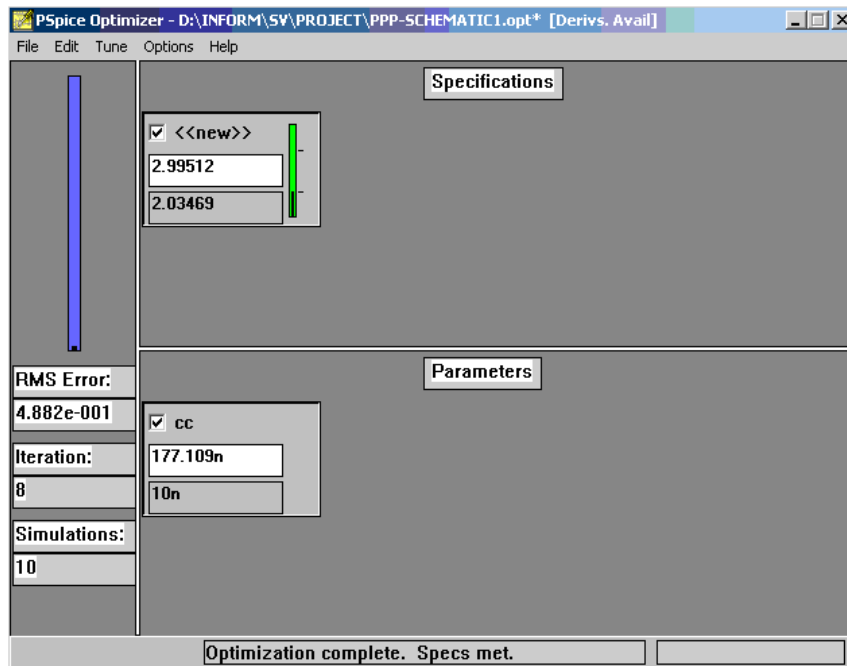 PSpice Optimizer - D:\INFORM\SV\PROJECT\PPP-SCHEMATIC1.opt* [Derivs. Avail]
File Edit Tune Options Help
Specifications
<<new>>
2.99512
2.03469
RMS Error:
4.882e-001
Iteration:
8
Simulations:
10
Parameters
cc
177.109n
10n
Optimization complete. Specs met.